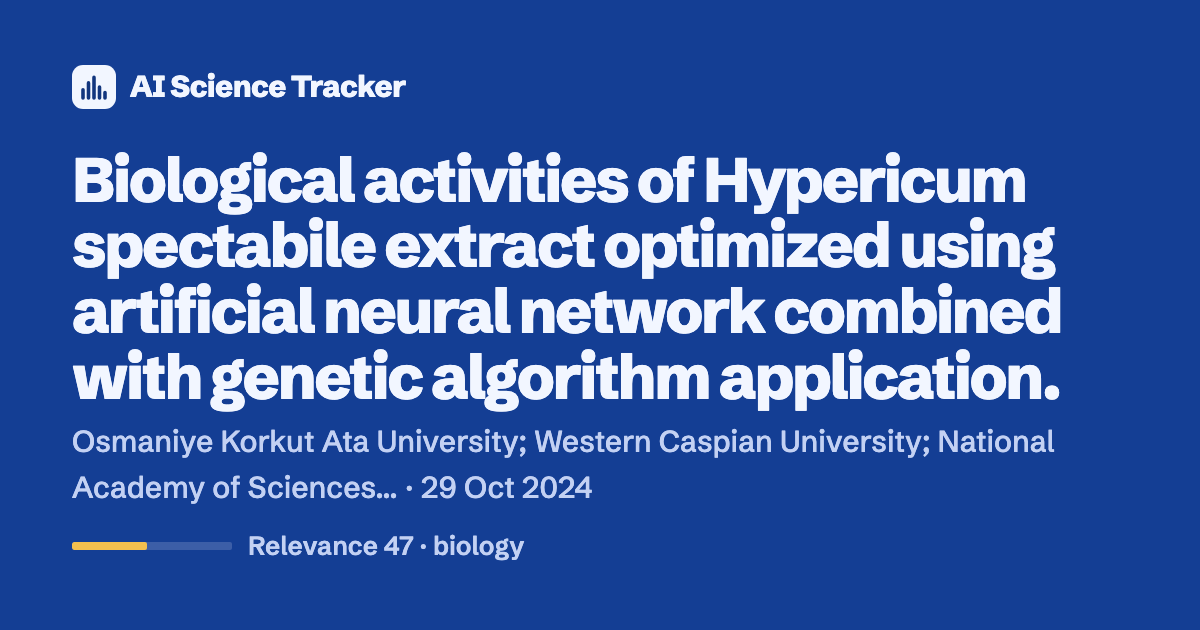 AI Science Tracker
Biological activities of Hypericum
spectabile extract optimized using
artificial neural network combined
with genetic algorithm application.
Osmaniye Korkut Ata University; Western Caspian University; National
Academy of Sciences... · 29 Oct 2024
Relevance 47 · biology